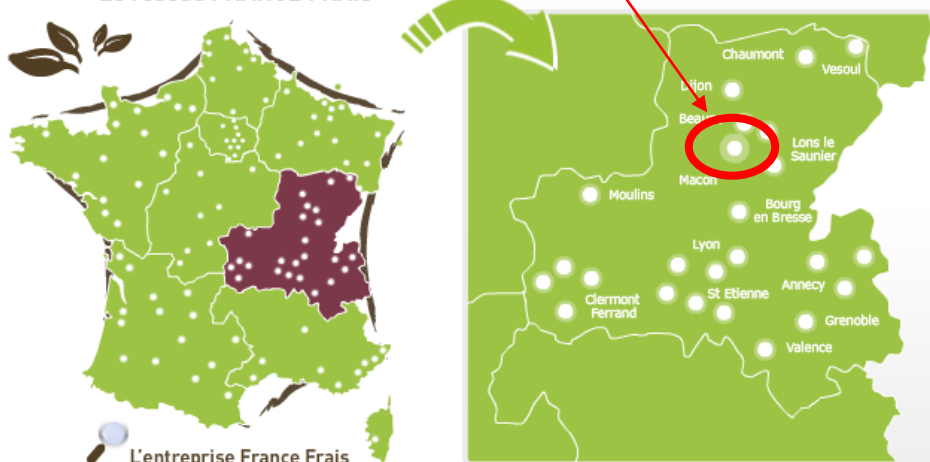 Chaumont
Vesoul
Dijon
Lons le
Saunier
Macon
Moulins
Bourg
en Bresse
Lyon
Annecy
St Etienne
Clermont
Ferrand
Grenoble
Valence
L'entreprise France Frais